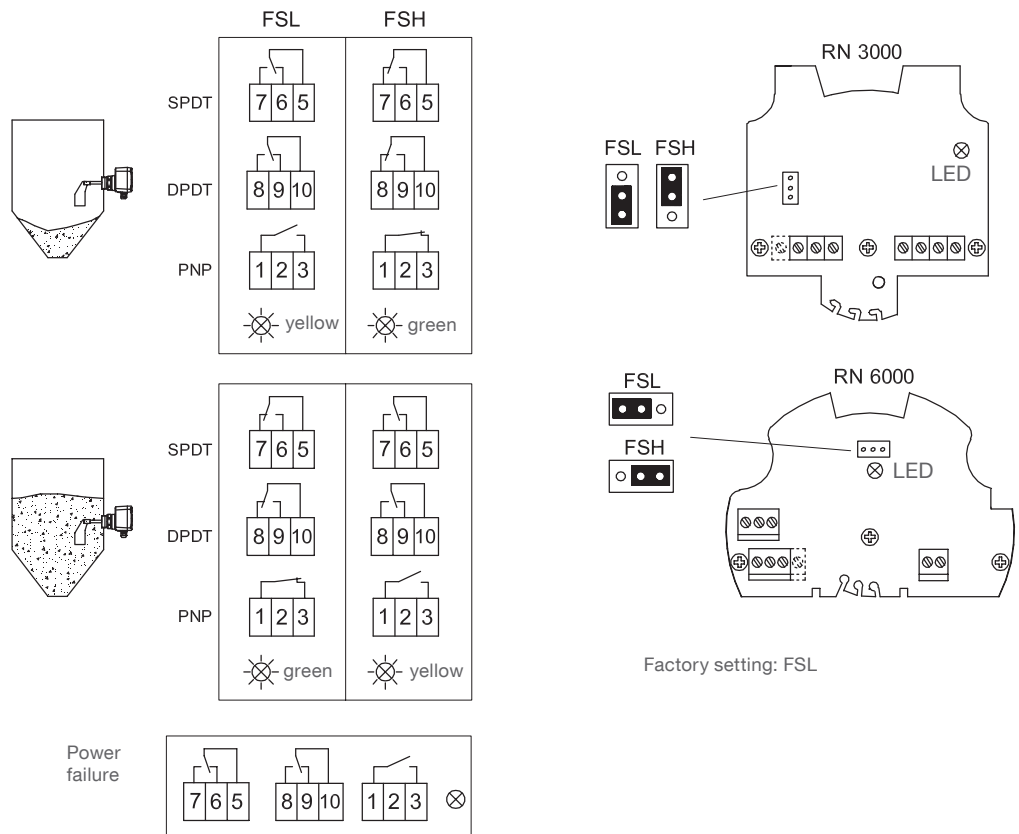 FSL FSH
SPDT 7 6 5 7 6 5
DPDT 8 9 10 8 9 10
PNP 1 2 3 1 2 3
yellow green
SPDT 7 6 5 7 6 5
DPDT 8 9 10 8 9 10
PNP 1 2 3 1 2 3
green yellow
Power
failure
7 6 5 8 9 10 1 2 3
RN 3000
FSL FSH
LED
RN 6000
FSL
FSH
LED
Factory setting: FSL